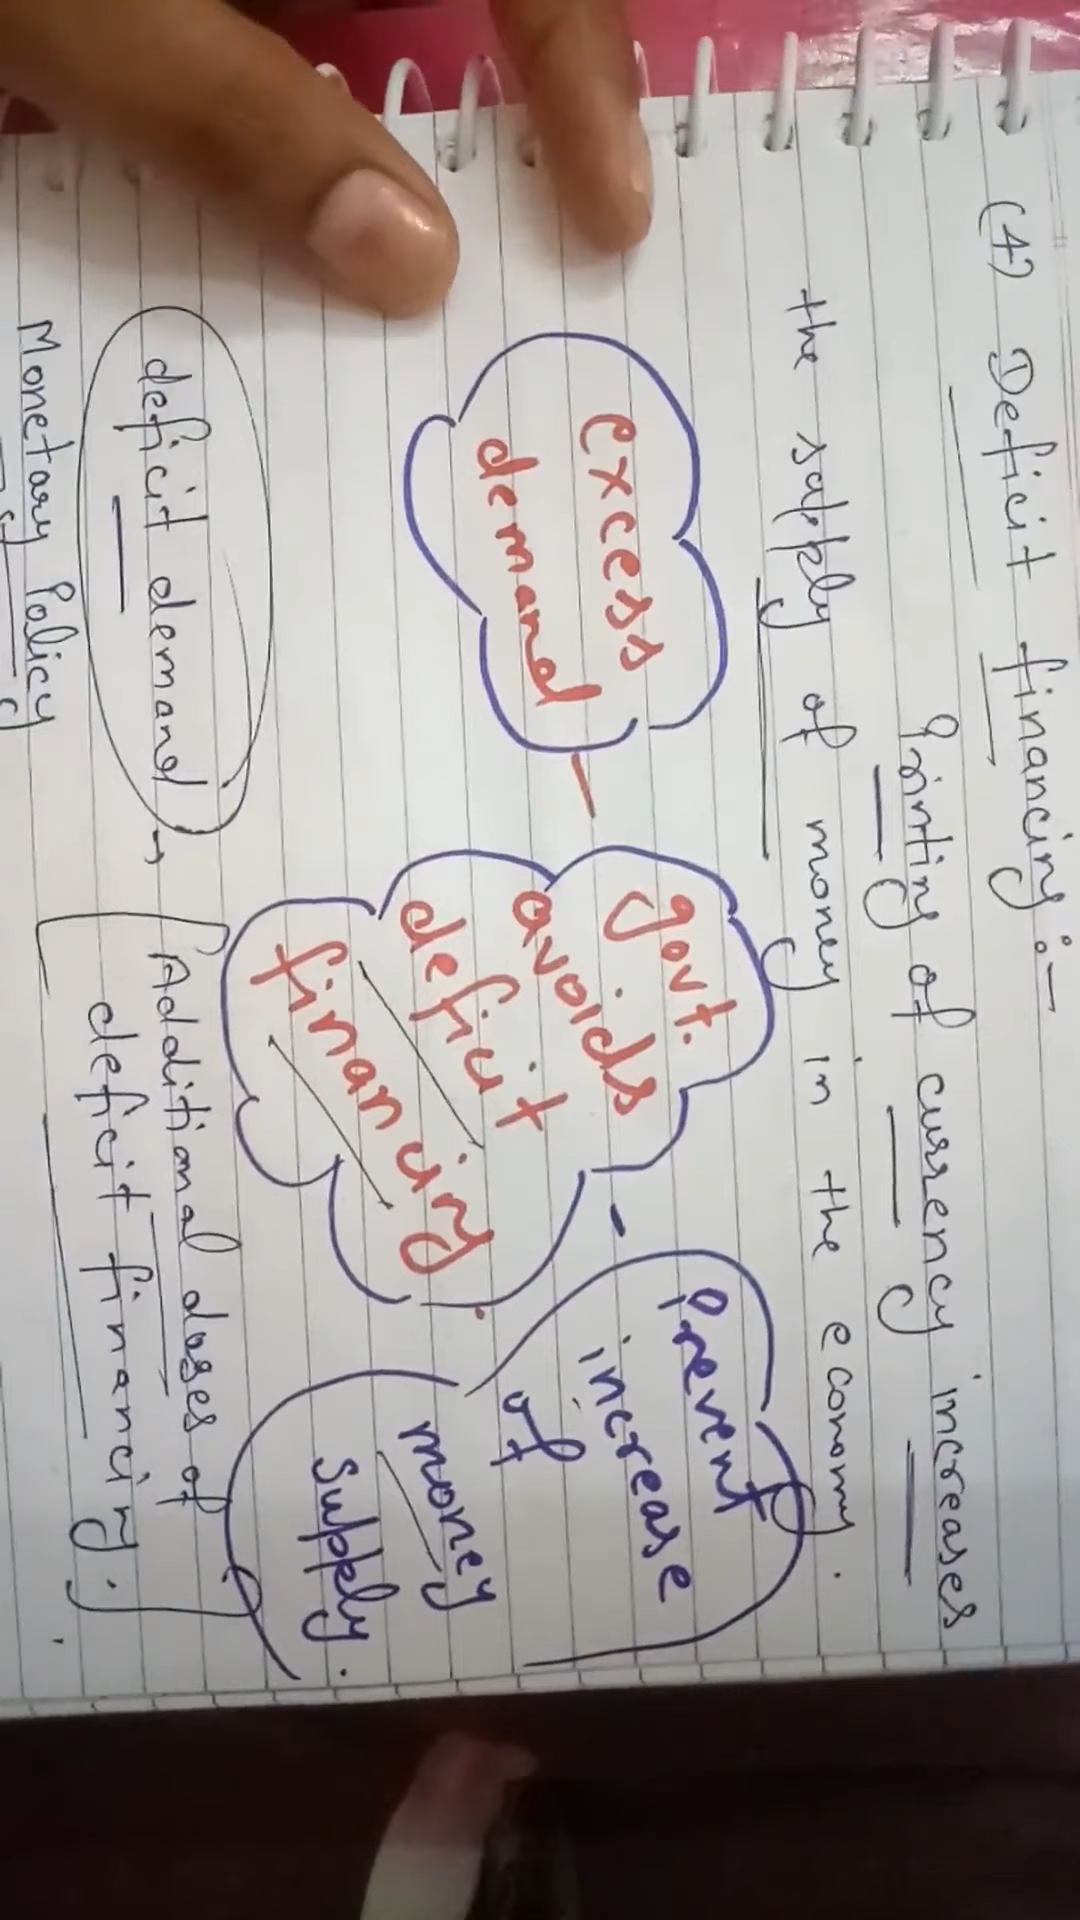 (4) Deficit financing :-
Printing of currency increases
the supply of money in the economy.
excess
demand
govt.
avoids
deficit
financing
Prevent
increase
of
money
supply.
deficit demand → Additional doses of
deficit financing.
Monetary Policy